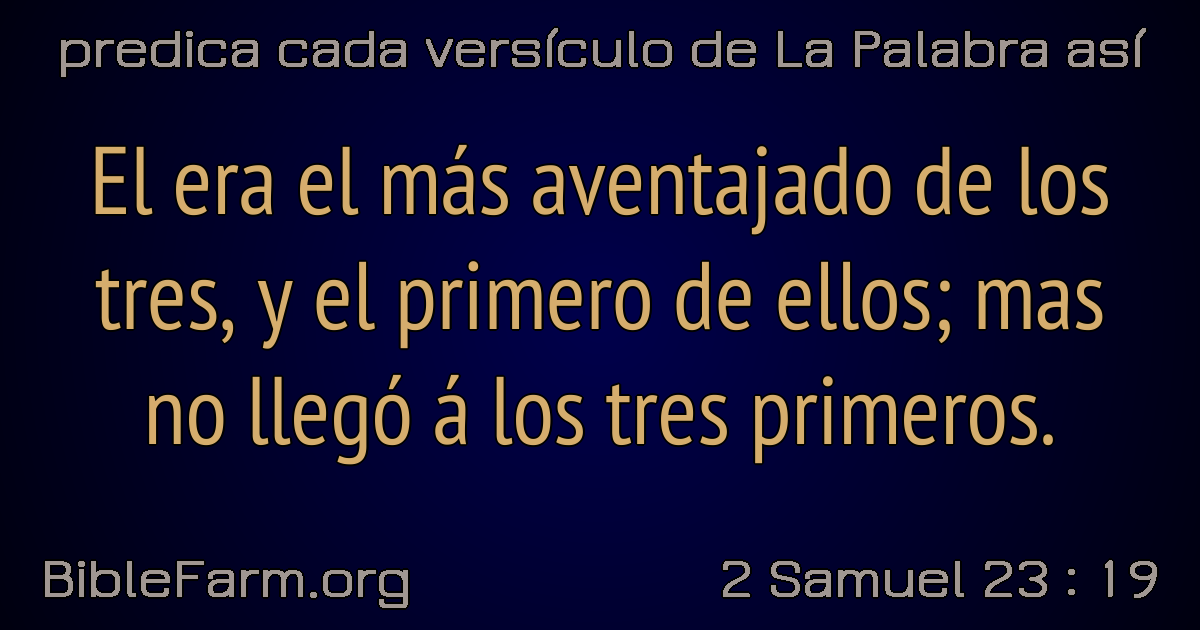 predica cada versículo de La Palabra así
El era el más aventajado de los
tres, y el primero de ellos; mas
no llegó á los tres primeros.
BibleFarm.org
2 Samuel 23 : 19